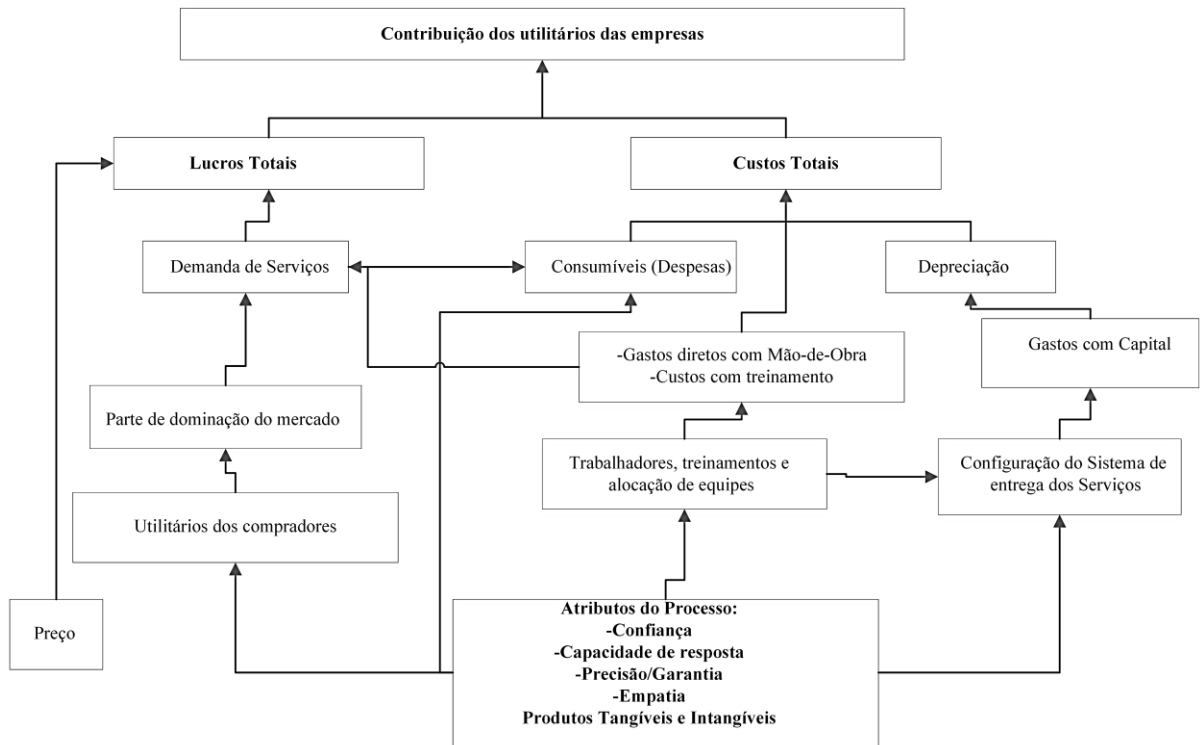 Contribuição dos utilitários das empresas
Lucros Totais
Custos Totais
Demanda de Serviços
Consumíveis (Despesas)
Depreciação
-Gastos diretos com Mão-de-Obra
-Custos com treinamento
Gastos com Capital
Parte de dominação do mercado
Trabalhadores, treinamentos e
alocação de equipes
Configuração do Sistema de
entrega dos Serviços
Utilitários dos compradores
Preço
Atributos do Processo:
-Confiança
-Capacidade de resposta
-Precisão/Garantia
-Empatia
Produtos Tangíveis e Intangíveis